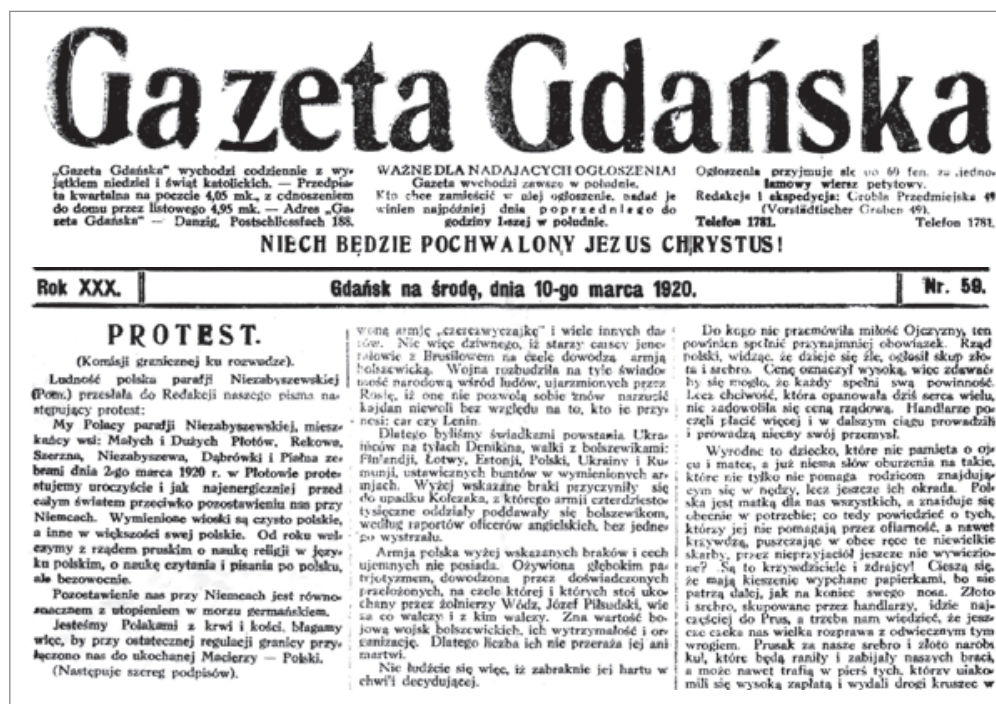 Gazeta Gdańska
„Gazeta Gdańska“ wychodzi codziennie z wy-
jątkiem niedziel i świąt katolickich. — Przedpła-
ta kwartalna na poczcie 4,05 mk., z odnoszeniem
do domu przez listowego 4,95 mk. — Adres „Ga-
zeta Gdańska“ — Danzig, Postschliessfach 188.
WAŻNE DLA NADAJĄCYCH OGŁOSZENIA!
Gazeta wychodzi zawsze w południe.
Kto chce zamieścić w niej ogłoszenie, nadać je
winien najpóźniej dnia poprzedniego do
godziny 1-szej w południe.
Ogłoszenia przyjmuje się po 60 fen. za jedno-
łamowy wiersz petytowy.
Redakcja i ekspedycja: Grobla Przedmiejska 49
(Vorstädtischer Graben 49).
Telefon 1781. Telefon 1781.
NIECH BĘDZIE POCHWALONY JEZUS CHRYSTUS!
Rok XXX. Gdańsk na środę, dnia 10-go marca 1920. Nr. 59.
PROTEST.
(Komisji granicznej ku rozwadze).
Ludność polska parafji Niezabyszewskiej
(Pom.) przesłała do Redakcji naszego pisma na-
stępujący protest:
My Polacy parafji Niezabyszewskiej, miesz-
kańcy wsi: Małych i Dużych Płotów, Rekowa,
Szerzna, Niezabyszewa, Dąbrówki i Piełna ze-
brani dnia 2-go marca 1920 r. w Płotowie prote-
stujemy uroczyście i jak najenergiczniej przed
całym światem przeciwko pozostawieniu nas przy
Niemcach. Wymienione wioski są czysto polskie,
a inne w większości swej polskie. Od roku wal-
czymy z rządem pruskim o naukę religji w języ-
ku polskim, o naukę czytania i pisania po polsku,
ale bezowocnie.
Pozostawienie nas przy Niemcach jest równo-
znacznem z utopieniem w morzu germańskiem.
Jesteśmy Polakami z krwi i kości, błagamy
więc, by przy ostatecznej regulacji granicy przy-
łączono nas do ukochanej Macierzy — Polski.
(Następuje szereg podpisów).
woną armję „czerezwyczajkę“ i wiele innych da-
rów. Nie więc dziwnego, iż starzy carscy jene-
rałowie z Brusiłowem na czele dowodzą armją
bolszewicką. Wojna rozbudziła na tyle świado-
mość narodową wśród ludów, ujarzmionych przez
Rosję, iż one nie pozwolą sobie znów narzucić
kajdan niewoli bez względu na to, kto je przy-
nesi: car czy Lenin.
Dlatego byliśmy świadkami powstania Ukra-
ińców na tyłach Denikina, walki z bolszewikami:
Finlandji, Łotwy, Estonji, Polski, Ukrainy i Ru-
munji, ustawicznych buntów w wymienionych ar-
mjach. Wyżej wskazane braki przyczyniły się
do upadku Kołczaka, z którego armii czterdziesto-
tysięczne oddziały poddawały się bolszewikom,
według raportów oficerów angielskich, bez jedne-
go wystrzału.
Armja polska wyżej wskazanych braków i cech
ujemnych nie posiada. Ożywiona głębokim pa-
trjotyzmem, dowodzona przez doświadczonych
przełożonych, na czele której i których stoi uko-
chany przez żołnierzy Wódz, Józef Piłsudski, wie
za co walczy i z kim walczy. Zna wartość bo-
jową wojsk bolszewickich, ich wytrzymałość i or-
ganizację. Dlatego liczba ich nie przeraża jej ani
martwi.
Nie łudźcie się więc, iż zabraknie jej hartu w
chwili decydującej.
Do kogo nie przemówiła miłość Ojczyzny, ten
powinien spełnić przynajmniej obowiązek. Rząd
polski, widząc, że dzieje się źle, ogłosił skup zło-
ta i srebro. Cenę oznaczył wysoką, więc zdawać-
by się mogło, że każdy spełni swą powinność.
Lecz chciwość, która opanowała dziś serca wielu,
nie zadowoliła się ceną rządową. Handlarze po-
częli płacić więcej i w dalszym ciągu prowadzili
i prowadzą niecny swój przemysł.
Wyrodne to dziecko, które nie pamięta o oj-
cu i matce, a już niema słów oburzenia na takie,
które nie tylko nie pomaga rodzicom znajdują-
cym się w nędzy, lecz jeszcze ich okrada. Pol-
ska jest matką dla nas wszystkich, a znajduje się
obecnie w potrzebie; co tedy powiedzieć o tych,
którzy jej nie pomagają przez ofiarność, a nawet
krzywdzą, puszczając w obce ręce te niewielkie
skarby, przez nieprzyjaciół jeszcze nie wywiezio-
ne? Są to krzywdziciele i zdrajcy! Cieszą się,
że mają kieszenie wypchane papierkami, bo nie
patrzą dalej, jak na koniec swego nosa. Złoto
i srebro, skupowane przez handlarzy, idzie naj-
częściej do Prus, a trzeba nam wiedzieć, że jesz-
cze czeka nas wielka rozprawa z odwiecznym tym
wrogiem. Prusak za nasze srebro i złoto narobi
kul, które będą raniły i zabijały naszych braci,
a może nawet trafią w pierś tych, którzy ułako-
mili się wysoką zapłatą i wydali drogi kruszec w